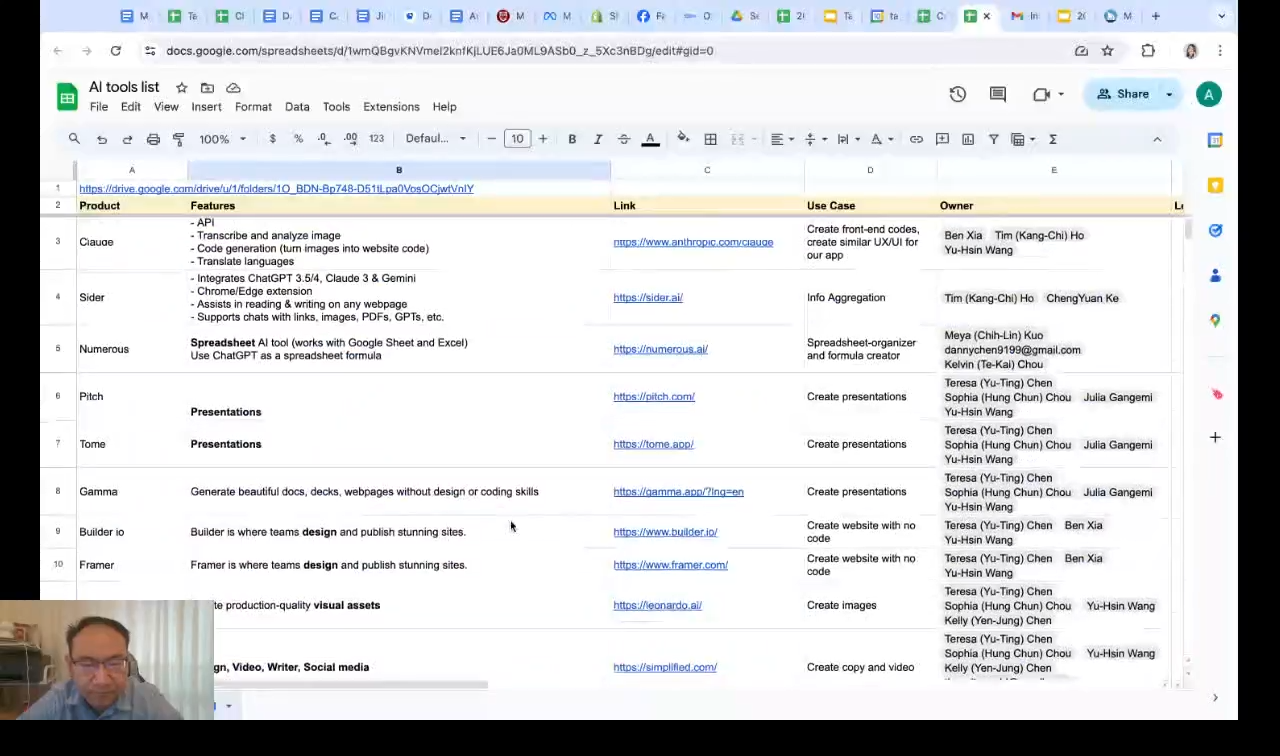 docs.google.com/spreadsheets/d/1wmQBgvKNVmeI2knfKjLUE6Ja0ML9ASb0_z_5Xc3nBDg/edit#gid=0
AI tools list
File Edit View Insert Format Data Tools Extensions Help
Share
A
100% $ % .0 .00 123 Defaul... 10 B I A
A B C D E
1 https://drive.google.com/drive/u/1/folders/1O_BDN-Bp748-D51tLpa0VosOCjwtVnIY
2 Product Features Link Use Case Owner
3 Claude
- API
- Transcribe and analyze image
- Code generation (turn images into website code)
- Translate languages
https://www.anthropic.com/claude
Create front-end codes,
create similar UX/UI for
our app
Ben Xia Tim (Kang-Chi) Ho
Yu-Hsin Wang
4 Sider
- Integrates ChatGPT 3.5/4, Claude 3 & Gemini
- Chrome/Edge extension
- Assists in reading & writing on any webpage
- Supports chats with links, images, PDFs, GPTs, etc.
https://sider.ai/
Info Aggregation
Tim (Kang-Chi) Ho ChengYuan Ke
5 Numerous
Spreadsheet AI tool (works with Google Sheet and Excel)
Use ChatGPT as a spreadsheet formula
https://numerous.ai/
Spreadsheet-organizer
and formula creator
Meya (Chih-Lin) Kuo
dannychen9199@gmail.com
Kelvin (Te-Kai) Chou
6 Pitch
Presentations
https://pitch.com/
Create presentations
Teresa (Yu-Ting) Chen
Sophia (Hung Chun) Chou Julia Gangemi
Yu-Hsin Wang
7 Tome
Presentations
https://tome.app/
Create presentations
Teresa (Yu-Ting) Chen
Sophia (Hung Chun) Chou Julia Gangemi
Yu-Hsin Wang
8 Gamma
Generate beautiful docs, decks, webpages without design or coding skills
https://gamma.app/?lng=en
Create presentations
Teresa (Yu-Ting) Chen
Sophia (Hung Chun) Chou Julia Gangemi
Yu-Hsin Wang
9 Builder io
Builder is where teams design and publish stunning sites.
https://www.builder.io/
Create website with no
code
Teresa (Yu-Ting) Chen Ben Xia
Yu-Hsin Wang
10 Framer
Framer is where teams design and publish stunning sites.
https://www.framer.com/
Create website with no
code
Teresa (Yu-Ting) Chen Ben Xia
Yu-Hsin Wang
production-quality visual assets
https://leonardo.ai/
Create images
Teresa (Yu-Ting) Chen
Sophia (Hung Chun) Chou Yu-Hsin Wang
Kelly (Yen-Jung) Chen
gn, Video, Writer, Social media
https://simplified.com/
Create copy and video
Teresa (Yu-Ting) Chen
Sophia (Hung Chun) Chou Yu-Hsin Wang
Kelly (Yen-Jung) Chen